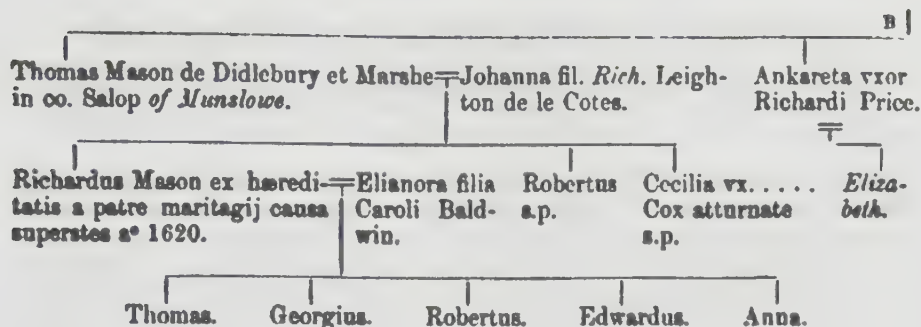 B
Thomas Mason de Didlebury et Marshe
in co. Salop of Munslowe.
Johanna fil. Rich. Leigh-
ton de le Cotes.
Ankareta vxor
Richardi Price.
Richardus Mason ex hæredi-
tatis a patre maritagij causa
superstes aº 1620.
Elianora filia
Caroli Bald-
win.
Robertus
s.p.
Cecilia vx. . . . . .
Cox atturnate
s.p.
Eliza-
beth.
Thomas. Georgius. Robertus. Edwardus. Anna.